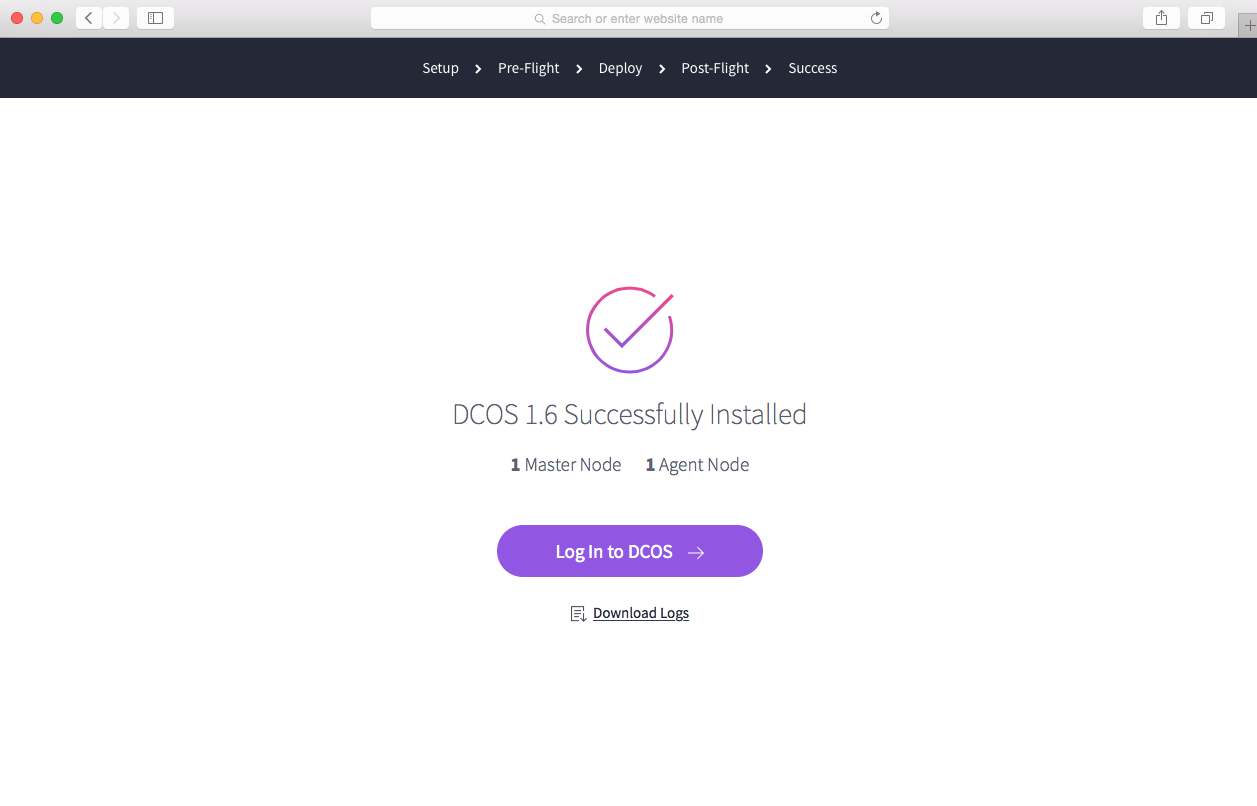 Search or enter website name
Setup Pre-Flight Deploy Post-Flight Success
DCOS 1.6 Successfully Installed
1 Master Node 1 Agent Node
Log In to DCOS
Download Logs